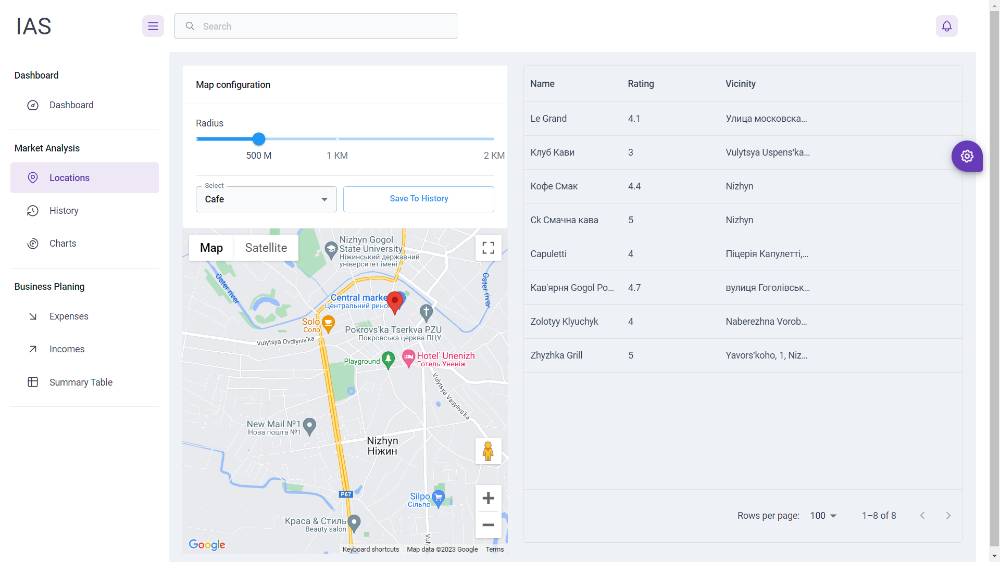 IAS
Search
Dashboard
Dashboard
Market Analysis
Locations
History
Charts
Business Planing
Expenses
Incomes
Summary Table
Map configuration
Radius
500 M
1 KM
2 KM
Select
Cafe
Save To History
Map
Satellite
Nizhyn Gogol
State University
Ніжинський державний
університет імені...
Oster river
Oster river
Central marke
Центральний ринo
Solo
Соло
Pokrovs'ka Tserkva PZU
Покровська церква ПЦУ
Vulytsya Ovdiyivs'ka
Playground
Hotel' Unenizh
Готель Уненіж
Vulytsya Vasylivs'ka
New Mail №1
Нова пошта №1
Nizhyn
Ніжин
P67
Silpo
Сільпо
Краса & Стиль
Beauty salon
Google
Keyboard shortcuts
Map data ©2023 Google
Terms
Name Rating Vicinity
Le Grand 4.1 Улица московска...
Клуб Кави 3 Vulytsya Uspens'ka...
Кофе Смак 4.4 Nizhyn
Ck Смачна кава 5 Nizhyn
Capuletti 4 Піцерія Капулетті,...
Кав'ярня Gogol Po... 4.7 вулиця Гоголівськ...
Zolotyy Klyuchyk 4 Naberezhna Vorob...
Zhyzhka Grill 5 Yavors'koho, 1, Niz...
Rows per page: 100 1–8 of 8